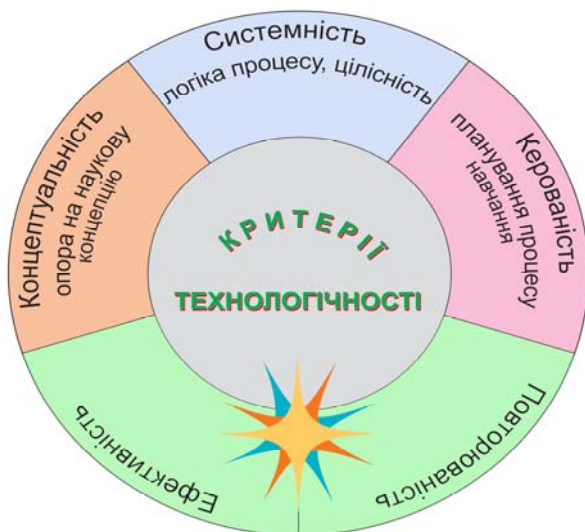 Системність
логіка процесу, цілісність
Концептуальність
опора на наукову
концепцію
Керованість
планування процесу
навчання
КРИТЕРІЇ
ТЕХНОЛОГІЧНОСТІ
Ефективність
Повторюваність